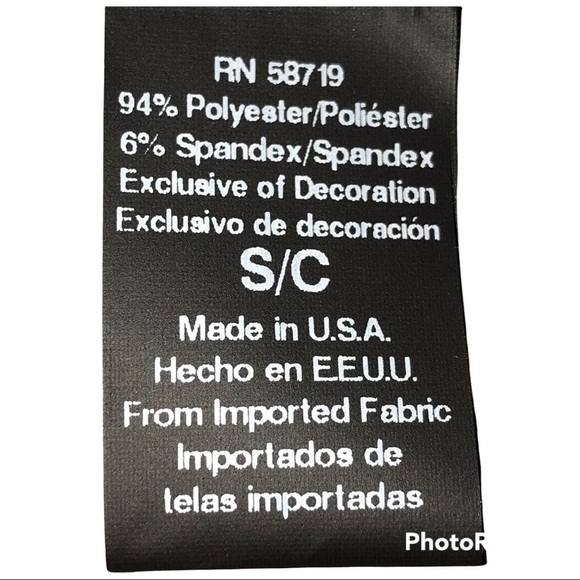 RN 58719
94% Polyester/Poliéster
6% Spandex/Spandex
Exclusive of Decoration
Exclusivo de decoración
S/C
Made in U.S.A.
Hecho en EE.U.U.
From Imported Fabric
Importados de
telas importadas